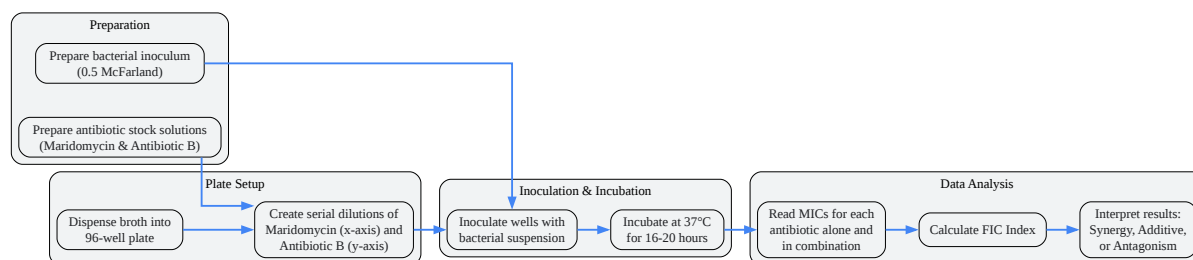 Preparation
Prepare bacterial inoculum
(0.5 McFarland)
Prepare antibiotic stock solutions
(Maridomycin & Antibiotic B)
Plate Setup
Dispense broth into
96-well plate
Create serial dilutions of
Maridomycin (x-axis) and
Antibiotic B (y-axis)
Inoculation & Incubation
Inoculate wells with
bacterial suspension
Incubate at 37°C
for 16-20 hours
Data Analysis
Read MICs for each
antibiotic alone and
in combination
Calculate FIC Index
Interpret results:
Synergy, Additive,
or Antagonism